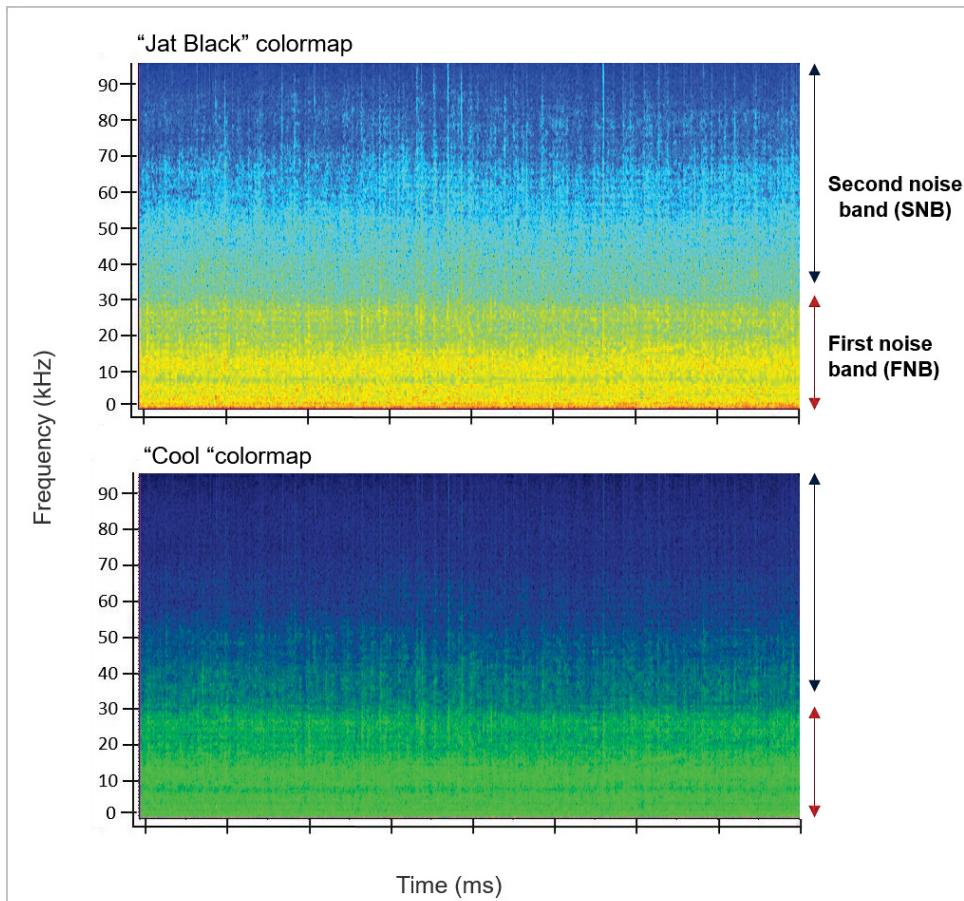 “Jat Black” colormap
90
80
70
60
50
40
30
20
10
0
Second noise
band (SNB)
First noise
band (FNB)
Frequency (kHz)
“Cool “colormap
90
80
70
60
50
40
30
20
10
0
Time (ms)